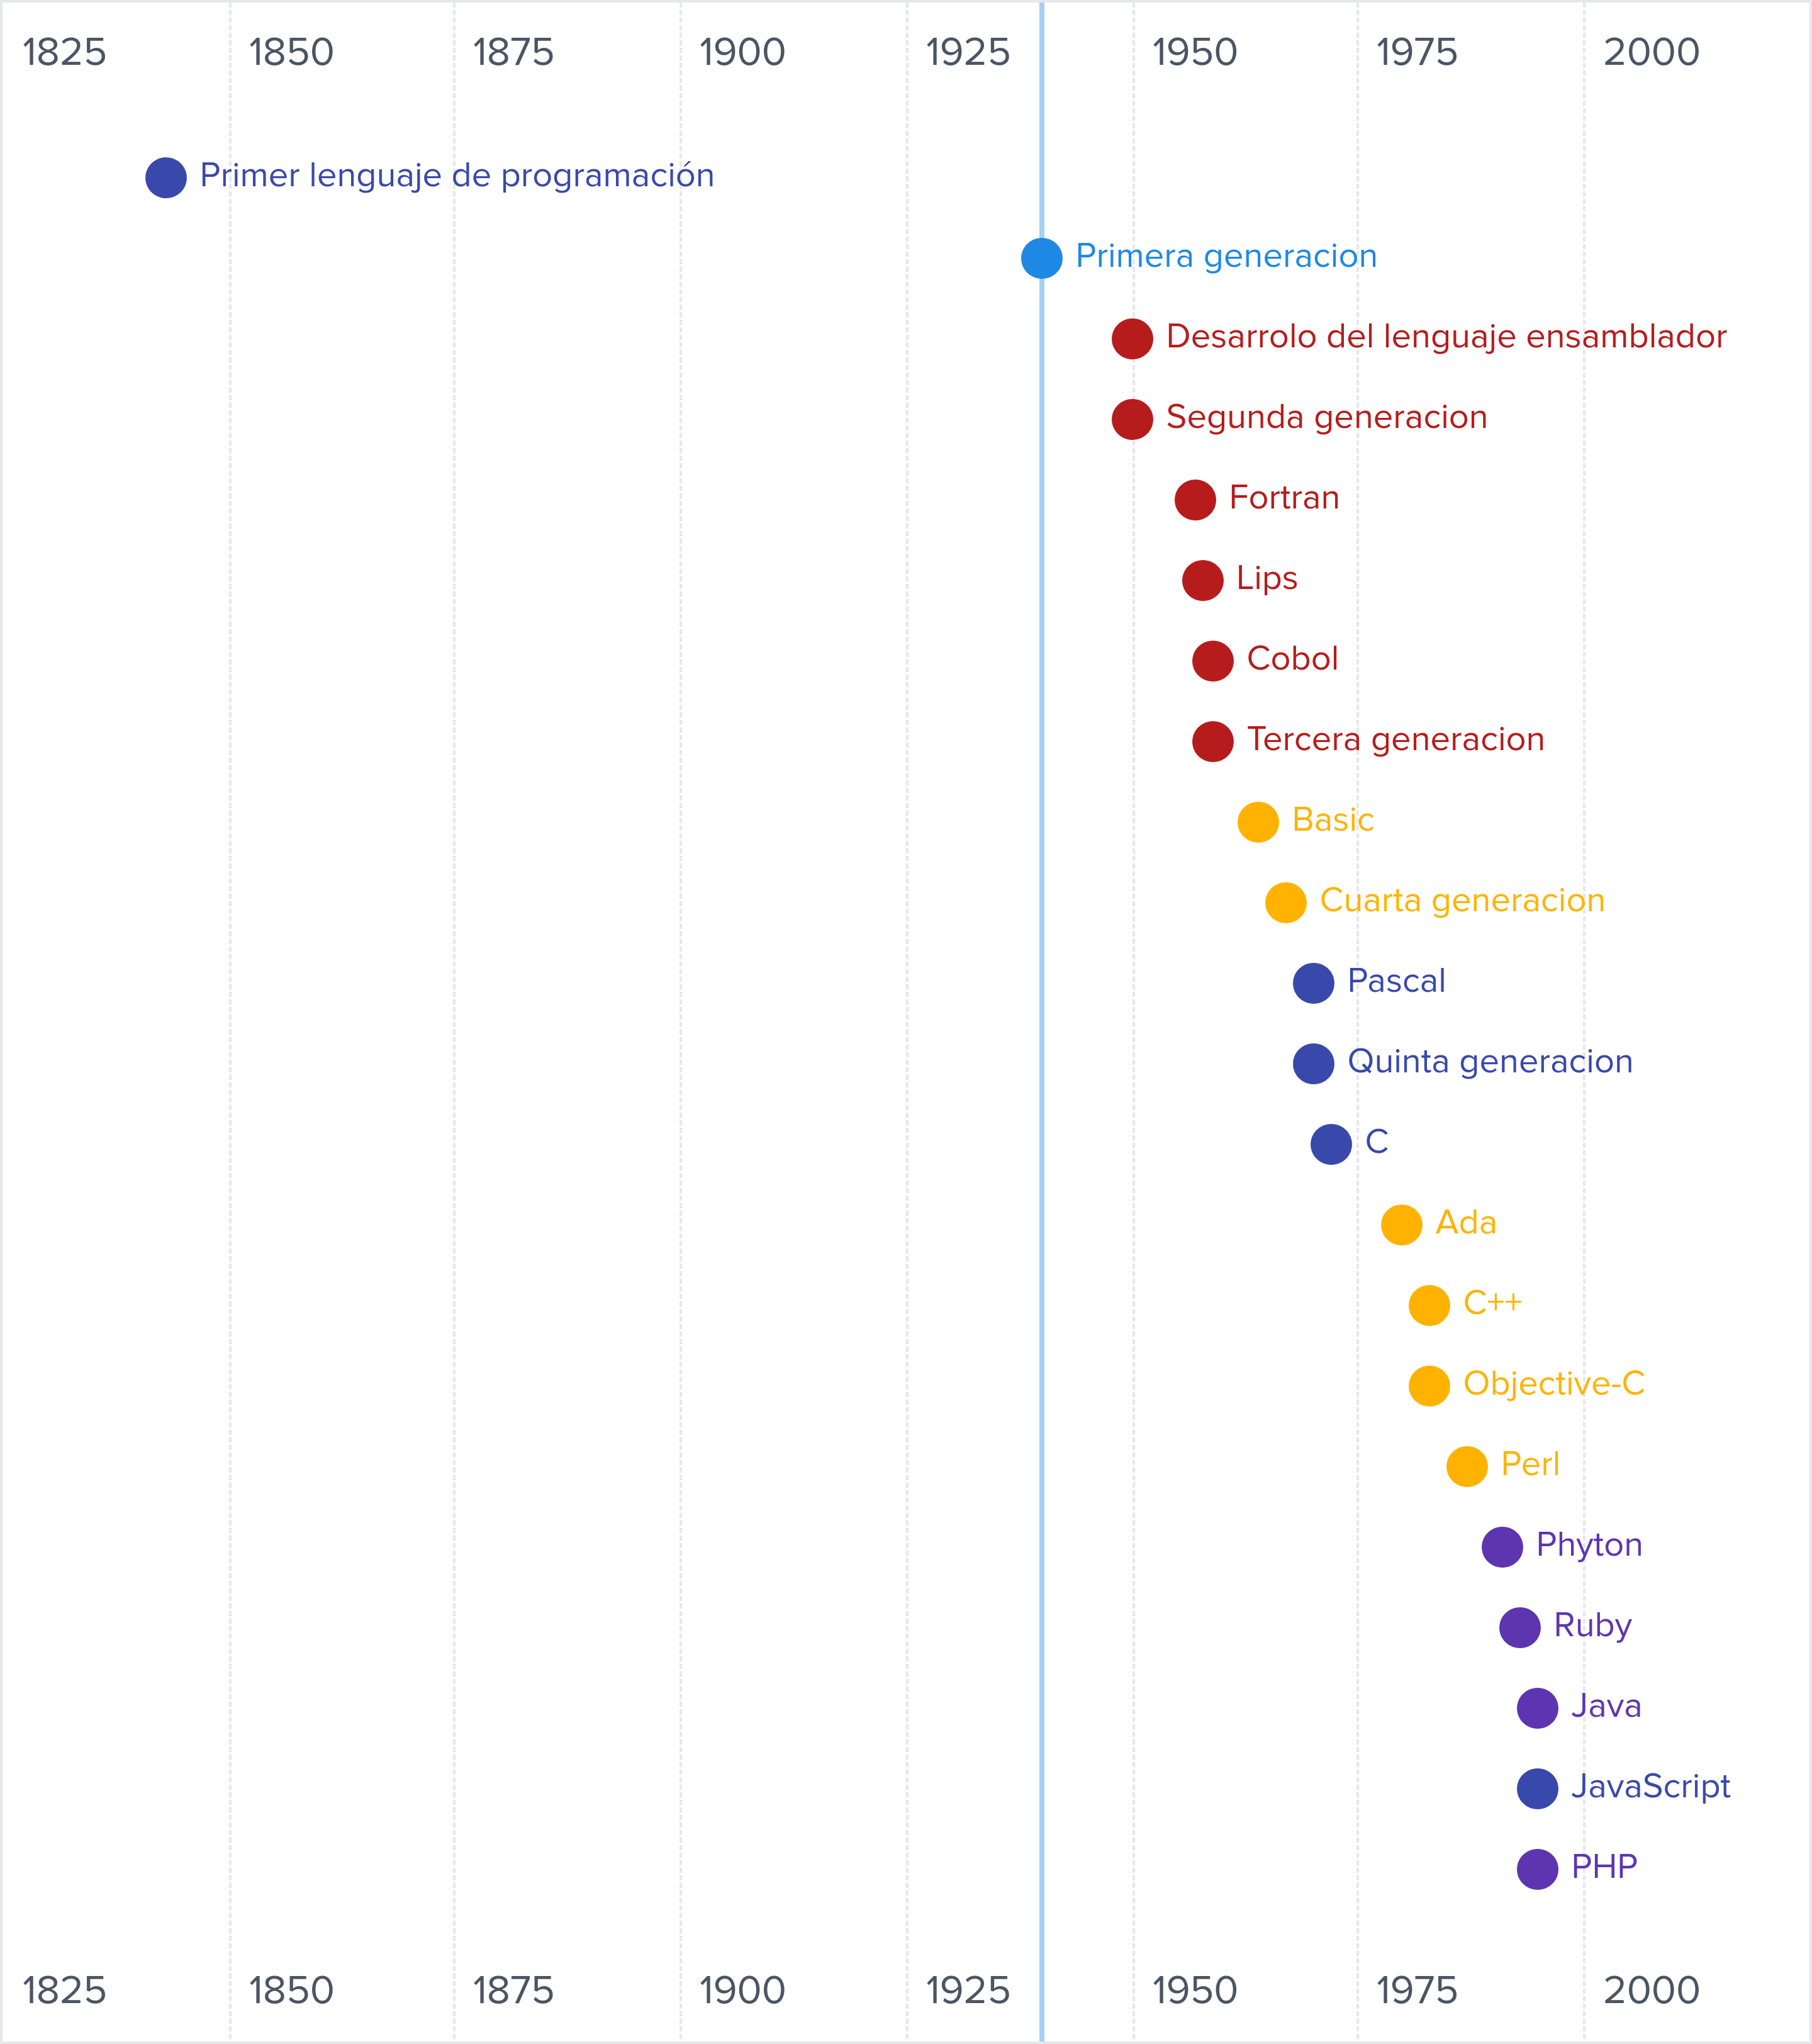 1825 1850 1875 1900 1925 1950 1975 2000
Primer lenguaje de programación
Primera generacion
Desarrolo del lenguaje ensamblador
Segunda generacion
Fortran
Lips
Cobol
Tercera generacion
Basic
Cuarta generacion
Pascal
Quinta generacion
C
Ada
C++
Objective-C
Perl
Phyton
Ruby
Java
JavaScript
PHP
1825 1850 1875 1900 1925 1950 1975 2000